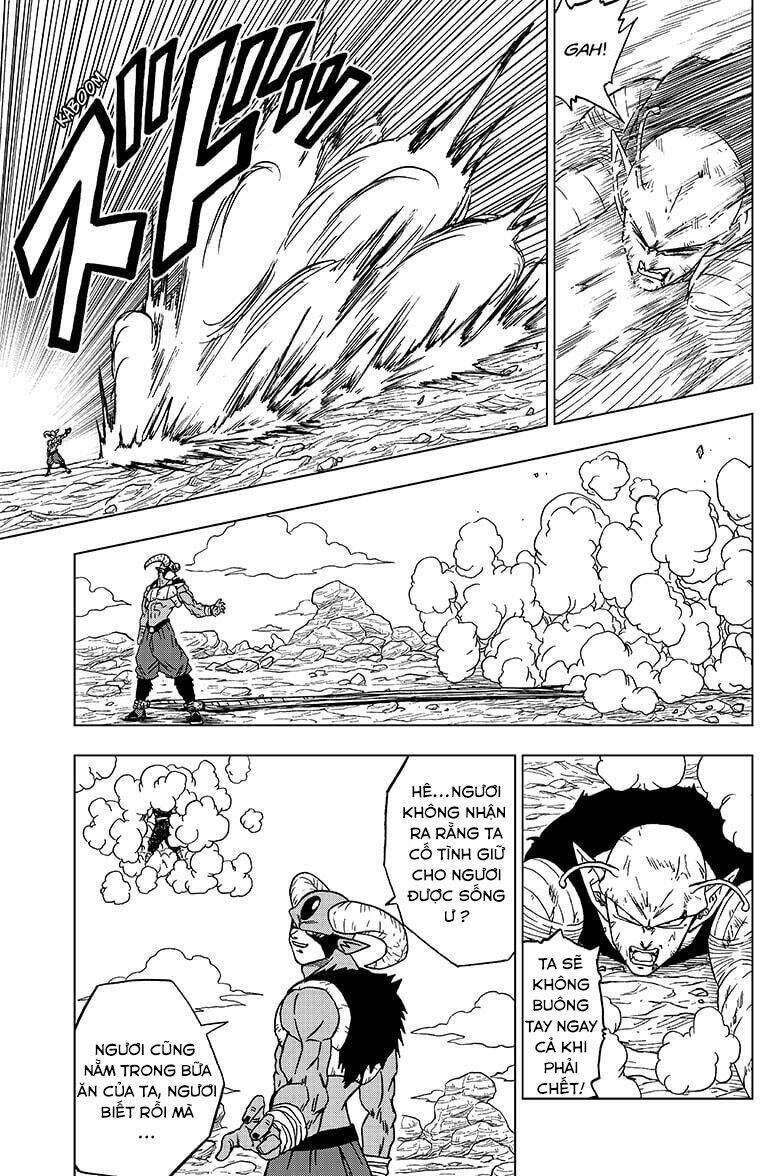 GAH!
KABOOM
ズドドドッ
TA SẼ
KHÔNG
BUÔNG
TAY NGAY
CẢ KHI
PHẢI
CHẾT!
HÊ...NGƯƠI
KHÔNG NHẬN
RA RẰNG TA
CỐ TÌNH GIỮ
CHO NGƯƠI
ĐƯỢC SỐNG
Ư ?
NGƯƠI CŨNG
NẰM TRONG BỮA
ĂN CỦA TA, NGƯƠI
BIẾT RỒI MÀ
...